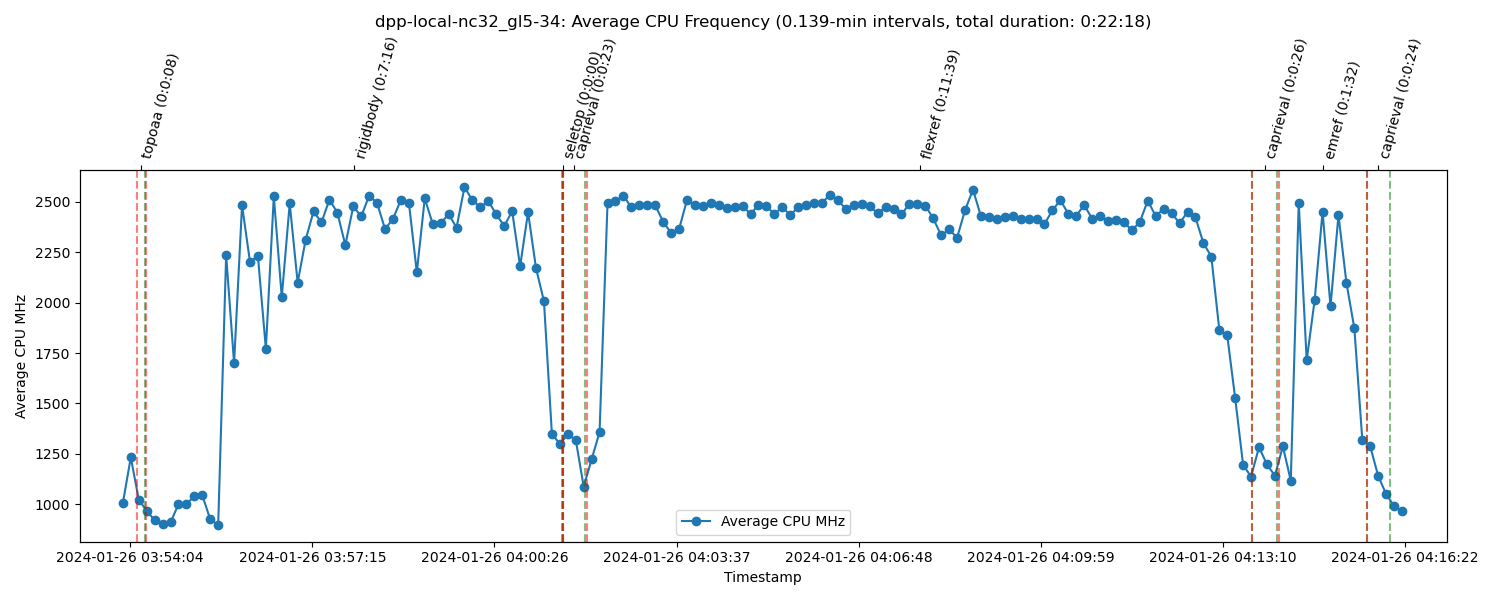 dpp-local-nc32_gl5-34: Average CPU Frequency (0.139-min intervals, total duration: 0:22:18)
topoaa (0:0:08)
rigidbody (0:7:16)
seletop (0:0:00)
caprieval (0:0:23)
flexref (0:11:39)
caprieval (0:0:26)
emref (0:1:32)
caprieval (0:0:24)
Average CPU MHz
2500
2250
2000
1750
1500
1250
1000
Average CPU MHz
2024-01-26 03:54:04
2024-01-26 03:57:15
2024-01-26 04:00:26
2024-01-26 04:03:37
2024-01-26 04:06:48
2024-01-26 04:09:59
2024-01-26 04:13:10
2024-01-26 04:16:22
Timestamp